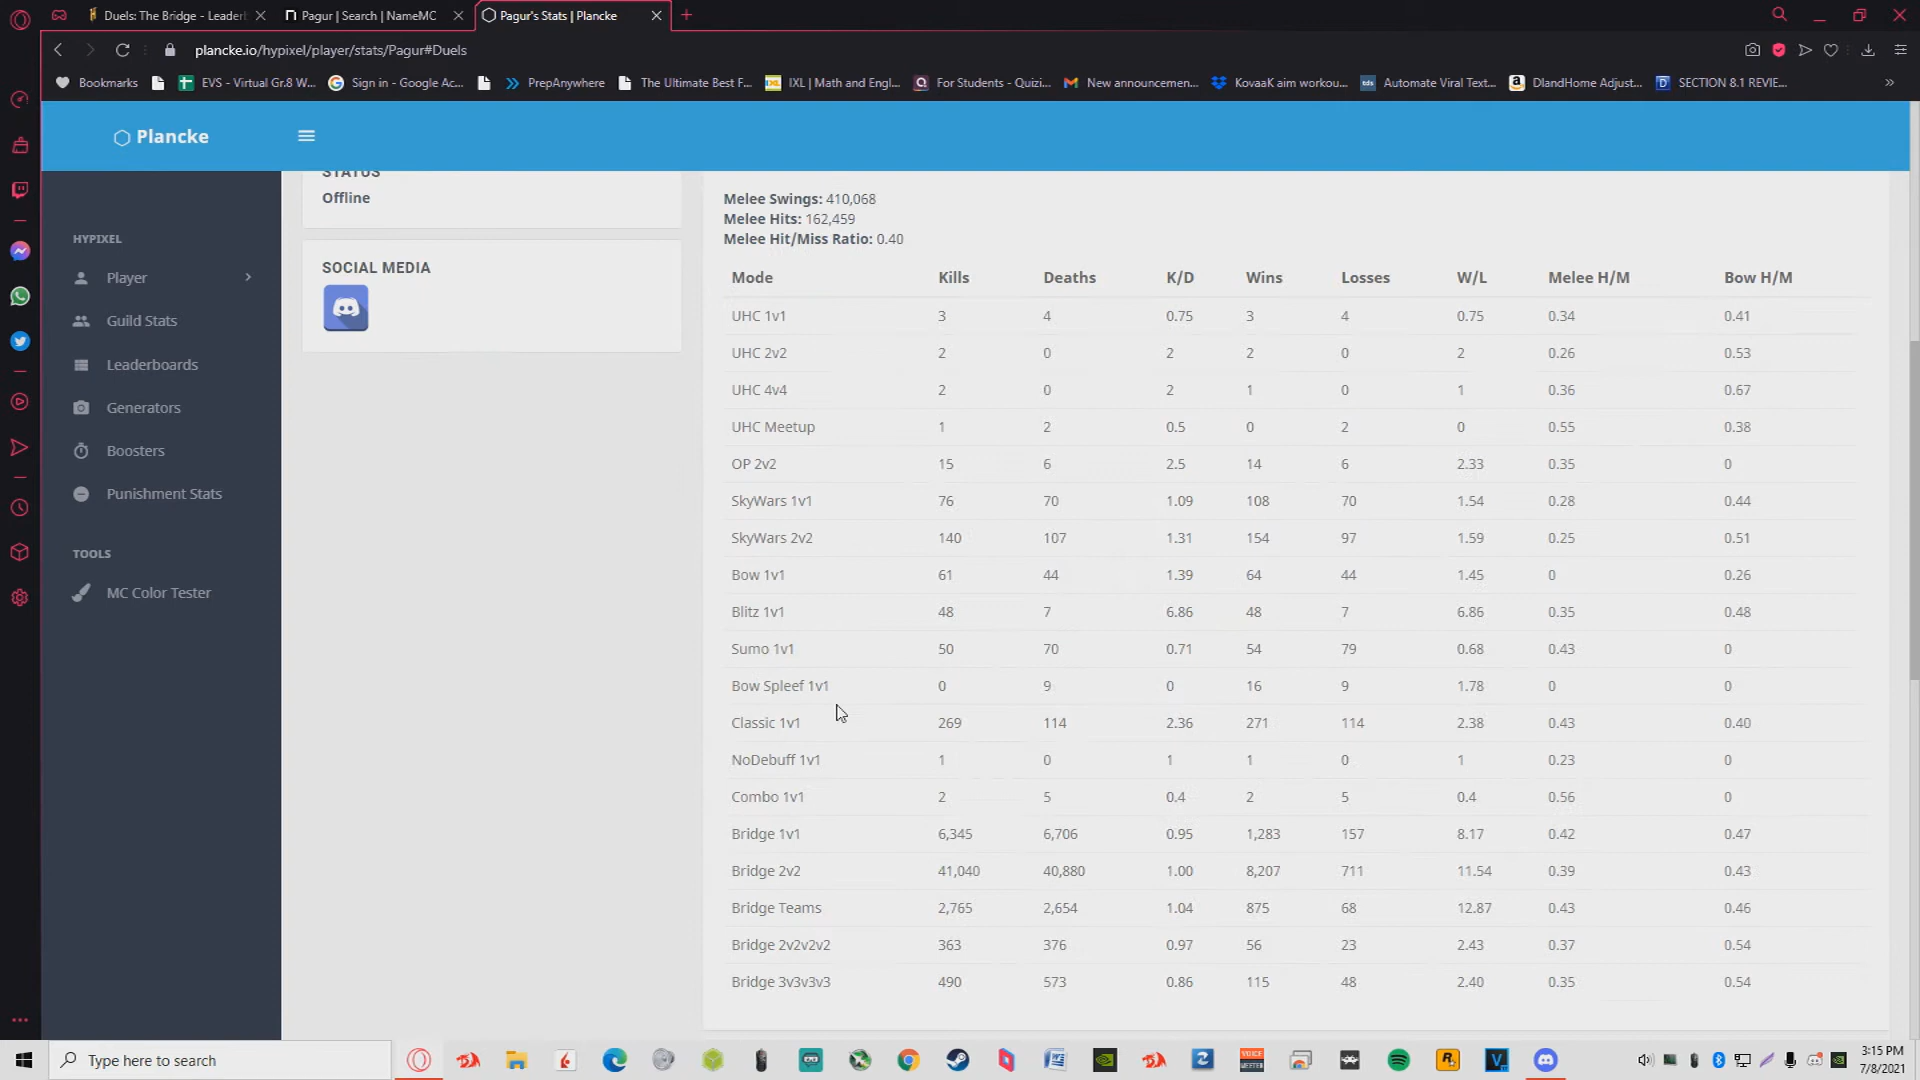 Duels: The Bridge - Leaderb
Pagur | Search | NameMC
Pagur's Stats | Plancke
plancke.io/hypixel/player/stats/Pagur#Duels
Bookmarks
EVS - Virtual Gr.8 W...
Sign in - Google Ac...
PrepAnywhere
The Ultimate Best F...
IXL | Math and Engl...
For Students - Quizi...
New announcemen...
KovaaK aim workou...
Automate Viral Text...
DlandHome Adjust...
SECTION 8.1 REVIE...
Plancke
HYPIXEL
Player
Guild Stats
Leaderboards
Generators
Boosters
Punishment Stats
TOOLS
MC Color Tester
STATUS
Offline
SOCIAL MEDIA
Melee Swings: 410,068
Melee Hits: 162,459
Melee Hit/Miss Ratio: 0.40
Mode Kills Deaths K/D Wins Losses W/L Melee H/M Bow H/M
UHC 1v1 3 4 0.75 3 4 0.75 0.34 0.41
UHC 2v2 2 0 2 2 0 2 0.26 0.53
UHC 4v4 2 0 2 1 0 1 0.36 0.67
UHC Meetup 1 2 0.5 0 2 0 0.55 0.38
OP 2v2 15 6 2.5 14 6 2.33 0.35 0
SkyWars 1v1 76 70 1.09 108 70 1.54 0.28 0.44
SkyWars 2v2 140 107 1.31 154 97 1.59 0.25 0.51
Bow 1v1 61 44 1.39 64 44 1.45 0 0.26
Blitz 1v1 48 7 6.86 48 7 6.86 0.35 0.48
Sumo 1v1 50 70 0.71 54 79 0.68 0.43 0
Bow Spleef 1v1 0 9 0 16 9 1.78 0 0
Classic 1v1 269 114 2.36 271 114 2.38 0.43 0.40
NoDebuff 1v1 1 0 1 1 0 1 0.23 0
Combo 1v1 2 5 0.4 2 5 0.4 0.56 0
Bridge 1v1 6,345 6,706 0.95 1,283 157 8.17 0.42 0.47
Bridge 2v2 41,040 40,880 1.00 8,207 711 11.54 0.39 0.43
Bridge Teams 2,765 2,654 1.04 875 68 12.87 0.43 0.46
Bridge 2v2v2v2 363 376 0.97 56 23 2.43 0.37 0.54
Bridge 3v3v3v3 490 573 0.86 115 48 2.40 0.35 0.54
Type here to search
3:15 PM
7/8/2021